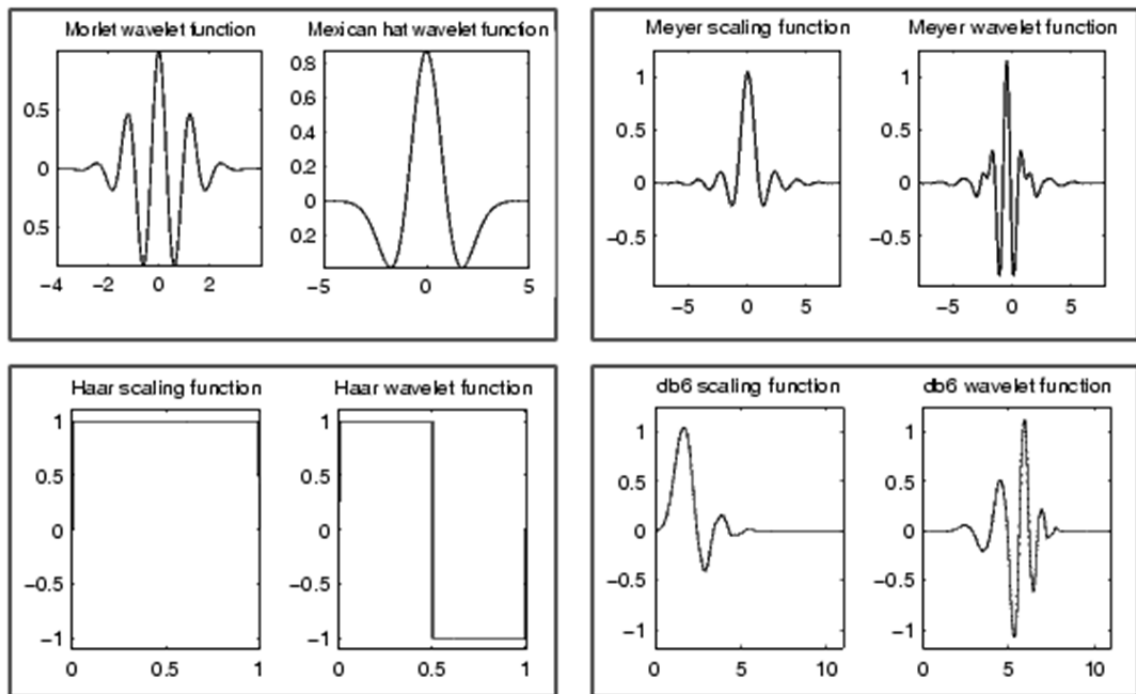 Morlet wavelet function
0.5
0
0.5
−4 −2 0 2
Mexican hat wavelet function
0.8
0.6
0.4
0.2
0
0.2
−5 0 5
Meyer scaling function
1
0.5
0
−0.5
−5 0 5
Meyer wavelet function
1
0.5
0
−0.5
−5 0 5
Haar scaling function
1
0.5
0
−0.5
−1
0 0.5 1
Haar wavelet function
1
0.5
0
−0.5
−1
0 0.5 1
db6 scaling function
1
0.5
0
−0.5
−1
0 5 10
db6 wavelet function
1
0.5
0
−0.5
−1
0 5 10